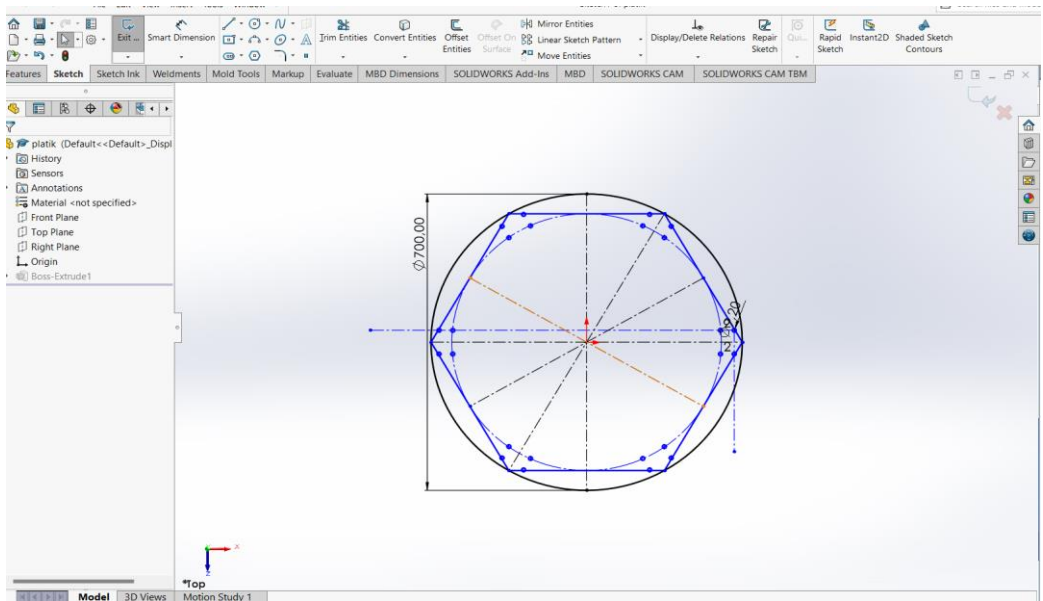 Exit ...
Smart Dimension
Trim Entities
Convert Entities
Offset Entities
Offset On Surface
Mirror Entities
Linear Sketch Pattern
Move Entities
Display/Delete Relations
Repair Sketch
Qui...
Rapid Sketch
Instant2D
Shaded Sketch Contours
Features
Sketch
Sketch Ink
Weldments
Mold Tools
Markup
Evaluate
MBD Dimensions
SOLIDWORKS Add-Ins
MBD
SOLIDWORKS CAM
SOLIDWORKS CAM TBM
platik (Default<<Default>_Displ
History
Sensors
Annotations
Material <not specified>
Front Plane
Top Plane
Right Plane
Origin
Boss-Extrude1
∅700,00
2
X
Z
*Top
Model
3D Views
Motion Study 1